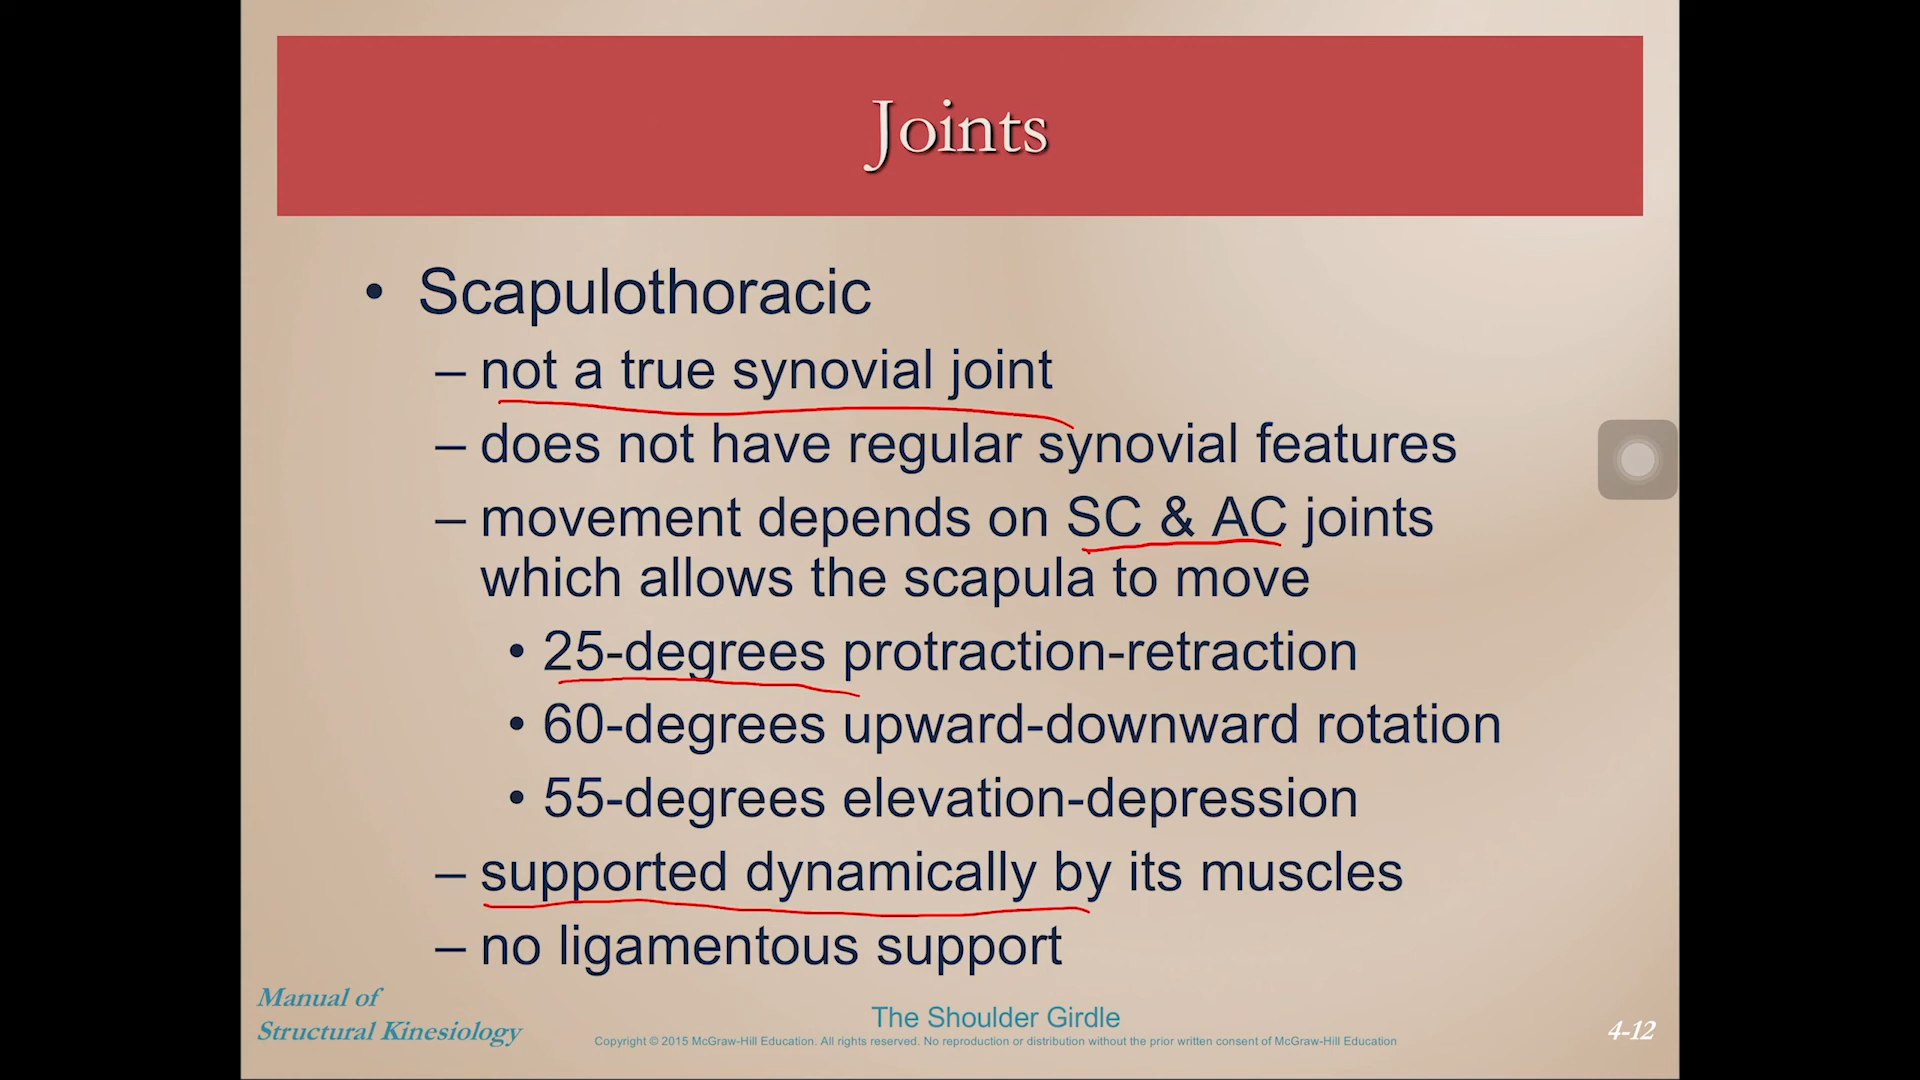 Joints
• Scapulothoracic
– not a true synovial joint
– does not have regular synovial features
– movement depends on SC & AC joints
which allows the scapula to move
• 25-degrees protraction-retraction
• 60-degrees upward-downward rotation
• 55-degrees elevation-depression
– supported dynamically by its muscles
– no ligamentous support
Manual of
Structural Kinesiology
The Shoulder Girdle
Copyright © 2015 McGraw-Hill Education. All rights reserved. No reproduction or distribution without the prior written consent of McGraw-Hill Education
4-12